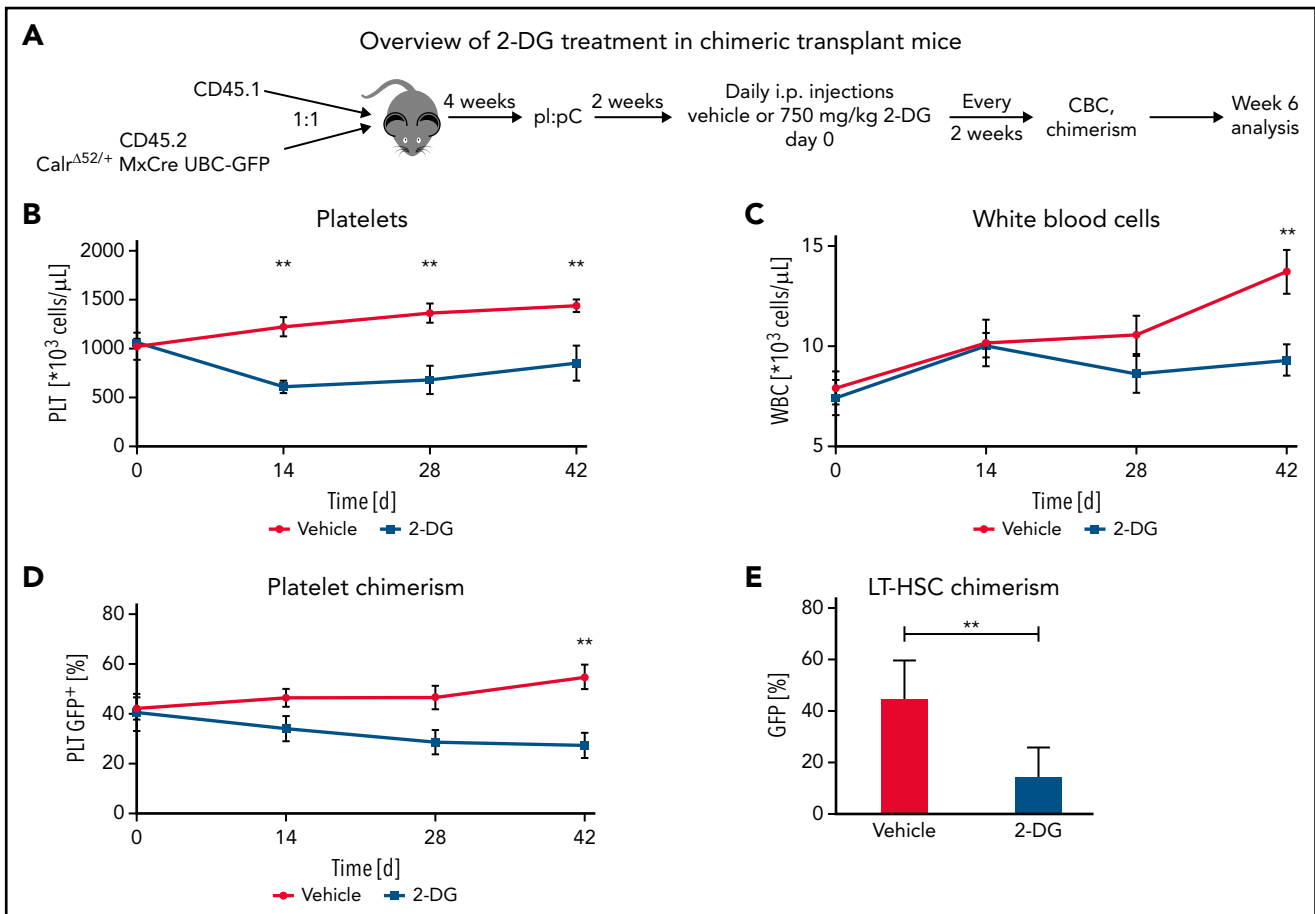 A
Overview of 2-DG treatment in chimeric transplant mice
CD45.1
1:1
CD45.2
Calr^Δ52/+ MxCre UBC-GFP
4 weeks
pI:pC
2 weeks
Daily i.p. injections
vehicle or 750 mg/kg 2-DG
day 0
Every
2 weeks
CBC,
chimerism
Week 6
analysis
B
Platelets
PLT [*10³ cells/μL]
2000
1500
1000
500
0
** ** **
0 14 28 42
Time [d]
Vehicle 2-DG
C
White blood cells
WBC [*10³ cells/μL]
15
10
5
**
0 14 28 42
Time [d]
Vehicle 2-DG
D
Platelet chimerism
PLT GFP⁺ [%]
80
60
40
20
0
**
0 14 28 42
Time [d]
Vehicle 2-DG
E
LT-HSC chimerism
GFP [%]
80
60
40
20
0
**
Vehicle 2-DG